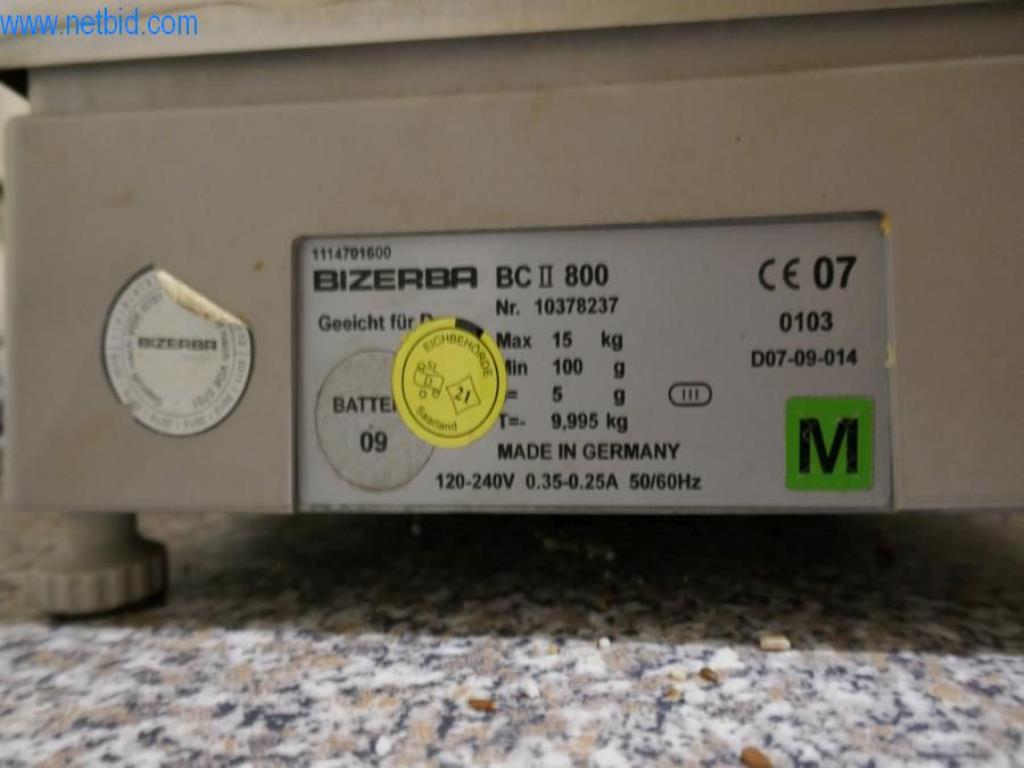 www.netbid.com
1114701600
BIZERBA BC II 800
CE 07
Nr. 10378237
0103
Geeicht für D
Max 15 kg
D07-09-014
Min 100 g
= 5 g
III
T=- 9,995 kg
MADE IN GERMANY
120-240V 0.35-0.25A 50/60Hz
M
BATTE
09
EICHBEHÖRDE
SL
D
21
Saarland
BIZERBA